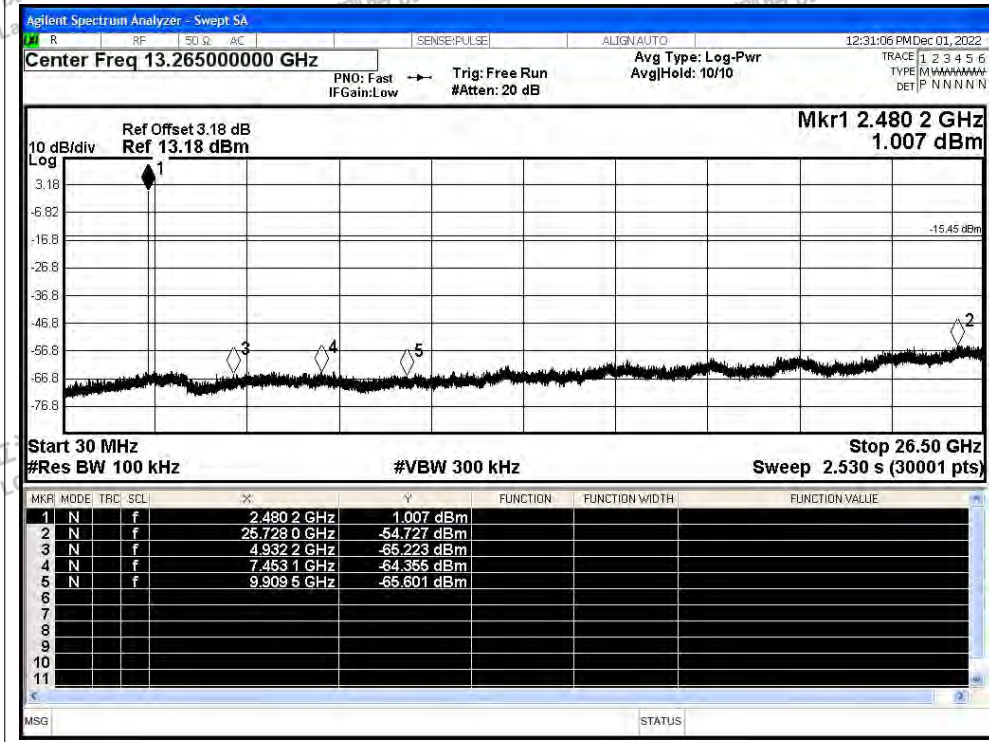 Agilent Spectrum Analyzer - Swept SA
R RF 50 Ω AC SENSE:PULSE ALIGN AUTO 12:31:06 PM Dec 01, 2022
Center Freq 13.265000000 GHz
PNO: Fast Trig: Free Run Avg Type: Log-Pwr TRACE 1 2 3 4 5 6
IFGain:Low #Atten: 20 dB Avg|Hold: 10/10 TYPE M
DET P N N N N N
Ref Offset 3.18 dB Mkr1 2.480 2 GHz
10 dB/div Ref 13.18 dBm 1.007 dBm
Log
1
3.18
-6.82
-15.45 dBm
-16.8
-26.8
-36.8
-46.8
2
-56.8
3 4 5
-66.8
-76.8
Start 30 MHz Stop 26.50 GHz
#Res BW 100 kHz #VBW 300 kHz Sweep 2.530 s (30001 pts)
MKR MODE TRC SCL X Y FUNCTION FUNCTION WIDTH FUNCTION VALUE
1 N f 2.480 2 GHz 1.007 dBm
2 N f 25.728 0 GHz -54.727 dBm
3 N f 4.932 2 GHz -65.223 dBm
4 N f 7.453 1 GHz -64.355 dBm
5 N f 9.909 5 GHz -65.601 dBm
6
7
8
9
10
11
MSG STATUS